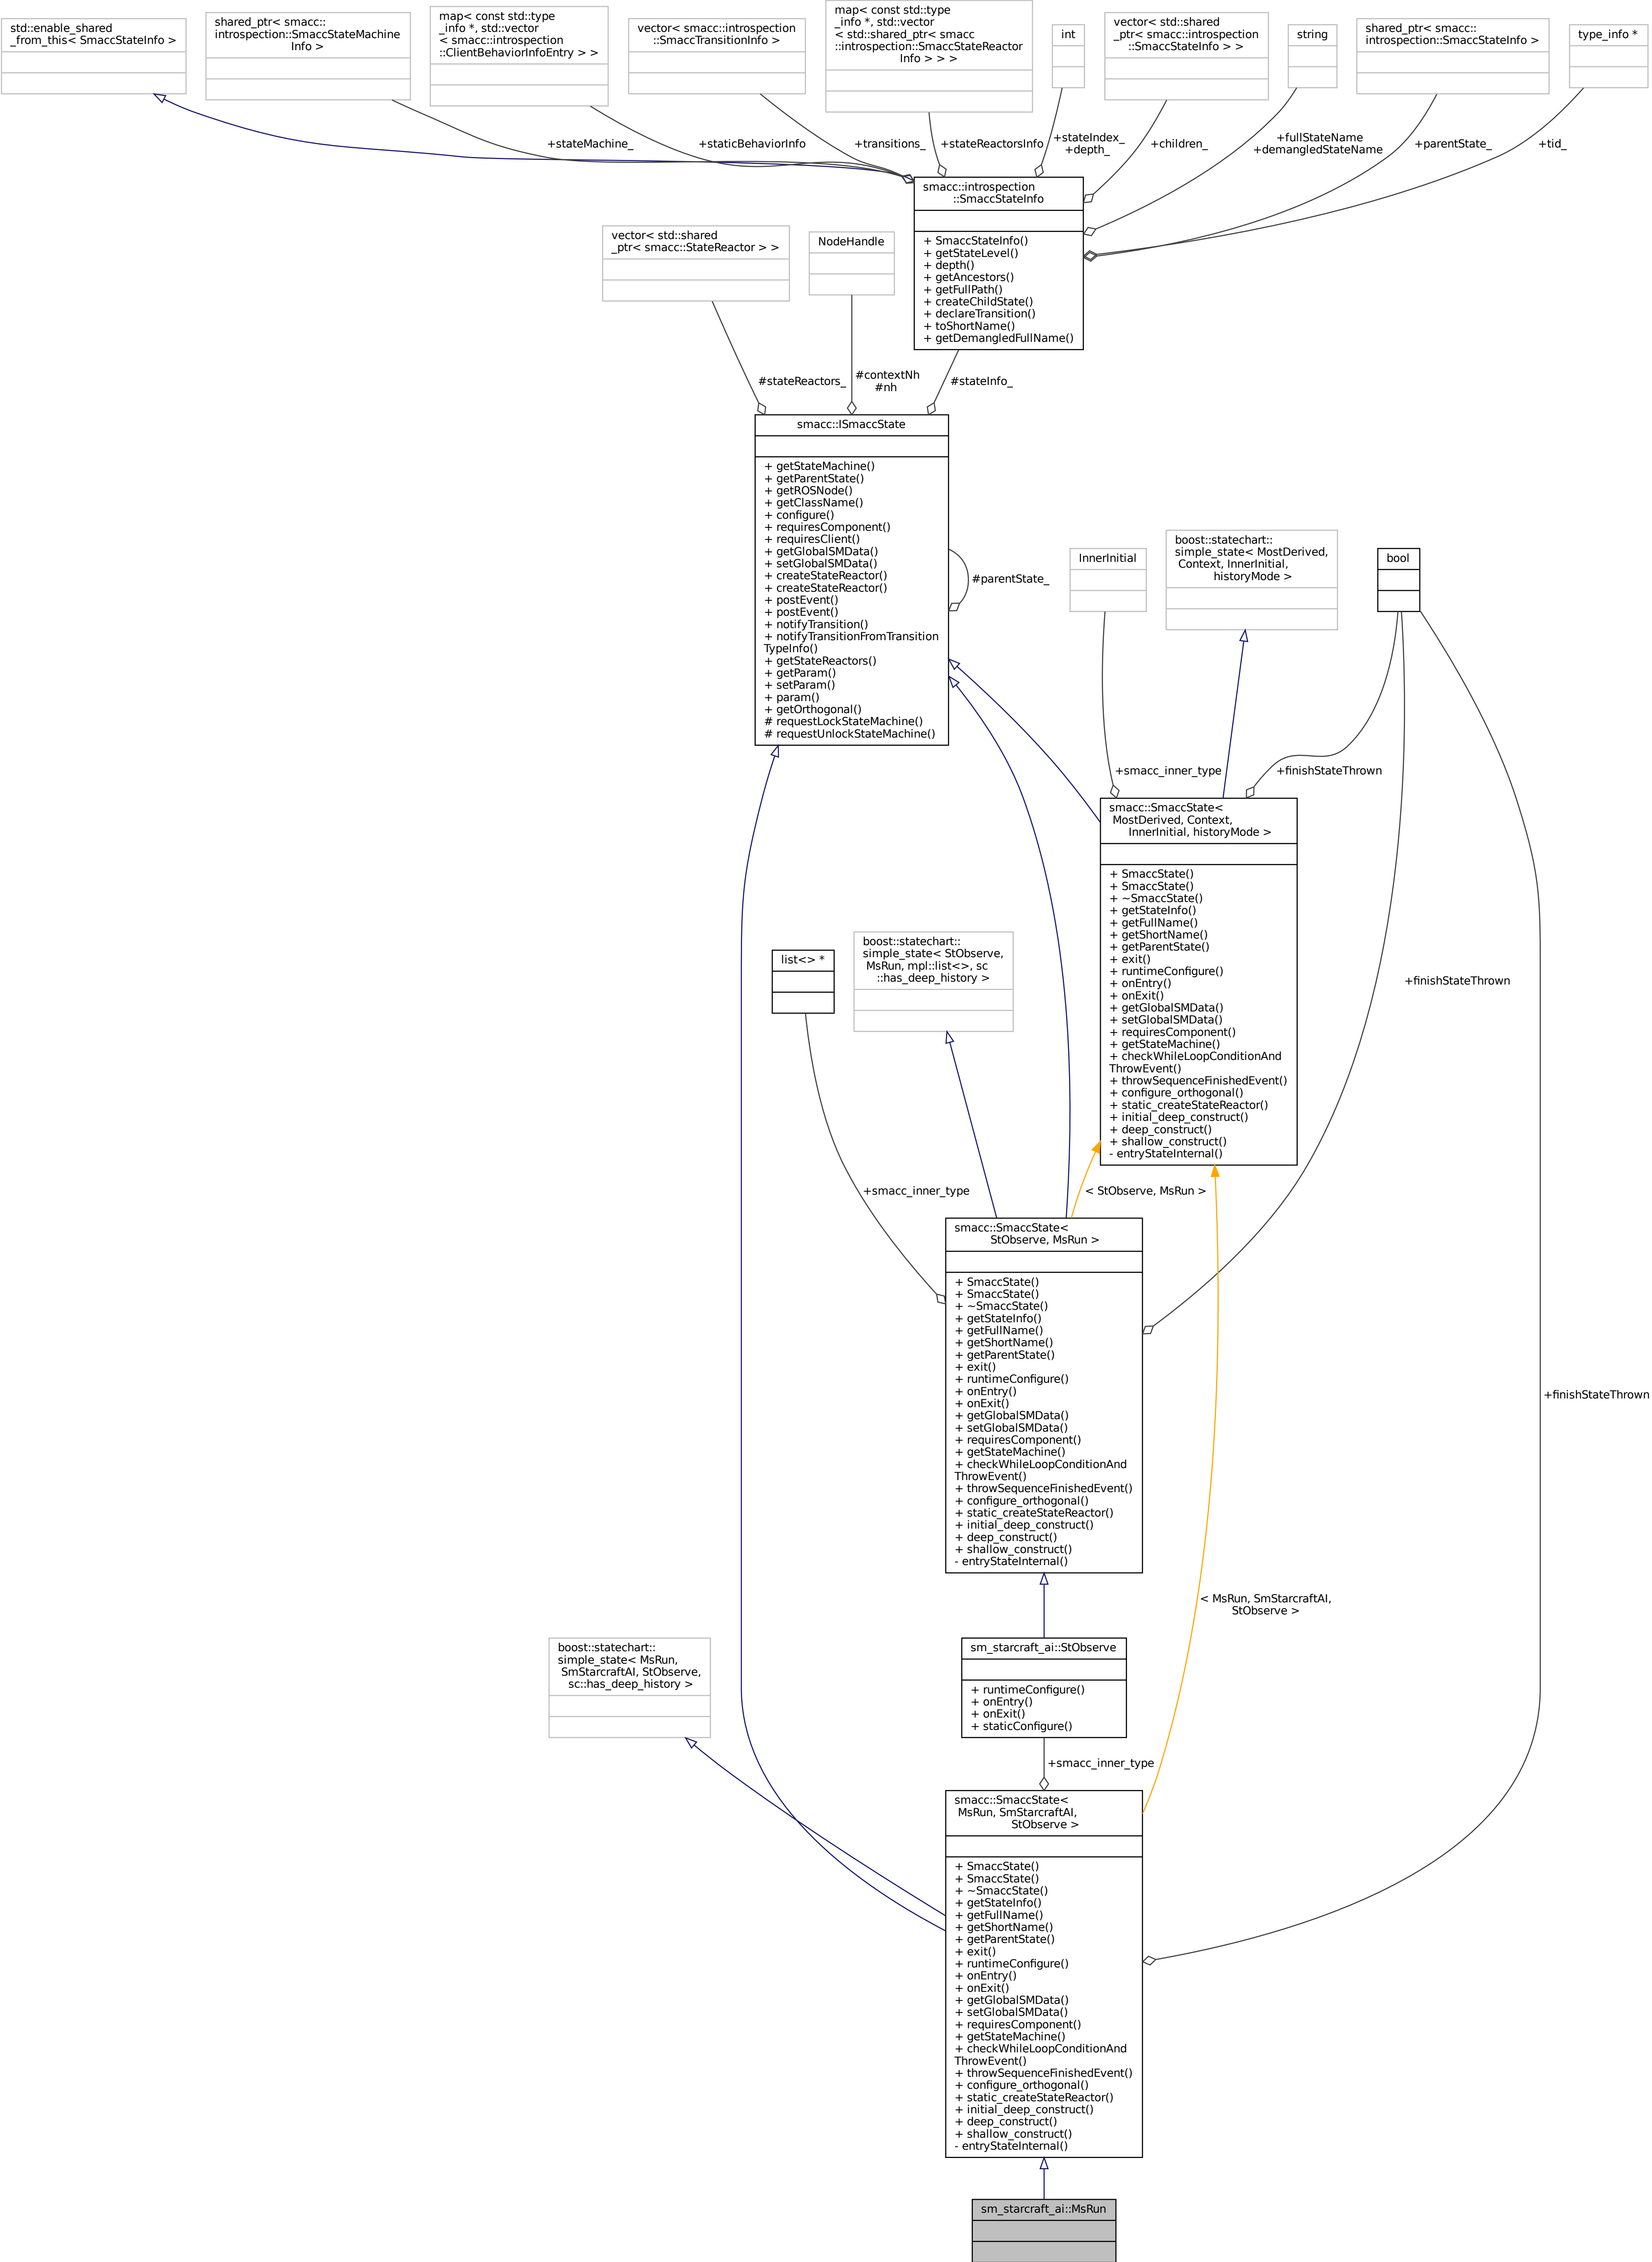 std::enable_shared
_from_this< SmaccStateInfo >
shared_ptr< smacc::
introspection::SmaccStateMachine
Info >
map< const std::type
_info *, std::vector
< smacc::introspection
::ClientBehaviorInfoEntry > >
vector< smacc::introspection
::SmaccTransitionInfo >
map< const std::type
_info *, std::vector
< std::shared_ptr< smacc
::introspection::SmaccStateReactor
Info > > >
int
vector< std::shared
_ptr< smacc::introspection
::SmaccStateInfo > >
string
shared_ptr< smacc::
introspection::SmaccStateInfo >
type_info *
+stateMachine_
+staticBehaviorInfo
+transitions_
+stateReactorsInfo
+stateIndex_
+depth_
+children_
+fullStateName
+demangledStateName
+parentState_
+tid_
smacc::introspection
::SmaccStateInfo
+ SmaccStateInfo()
+ getStateLevel()
+ depth()
+ getAncestors()
+ getFullPath()
+ createChildState()
+ declareTransition()
+ toShortName()
+ getDemangledFullName()
vector< std::shared
_ptr< smacc::StateReactor > >
NodeHandle
#stateReactors_
#contextNh
#nh
#stateInfo_
smacc::ISmaccState
+ getStateMachine()
+ getParentState()
+ getROSNode()
+ getClassName()
+ configure()
+ requiresComponent()
+ requiresClient()
+ getGlobalSMData()
+ setGlobalSMData()
+ createStateReactor()
+ createStateReactor()
+ postEvent()
+ postEvent()
+ notifyTransition()
+ notifyTransitionFromTransition
TypeInfo()
+ getStateReactors()
+ getParam()
+ setParam()
+ param()
+ getOrthogonal()
# requestLockStateMachine()
# requestUnlockStateMachine()
#parentState_
InnerInitial
boost::statechart::
simple_state< MostDerived,
Context, InnerInitial,
historyMode >
bool
+smacc_inner_type
+finishStateThrown
smacc::SmaccState<
MostDerived, Context,
InnerInitial, historyMode >
+ SmaccState()
+ SmaccState()
+ ~SmaccState()
+ getStateInfo()
+ getFullName()
+ getShortName()
+ getParentState()
+ exit()
+ runtimeConfigure()
+ onEntry()
+ onExit()
+ getGlobalSMData()
+ setGlobalSMData()
+ requiresComponent()
+ getStateMachine()
+ checkWhileLoopConditionAnd
ThrowEvent()
+ throwSequenceFinishedEvent()
+ configure_orthogonal()
+ static_createStateReactor()
+ initial_deep_construct()
+ deep_construct()
+ shallow_construct()
- entryStateInternal()
list<> *
boost::statechart::
simple_state< StObserve,
MsRun, mpl::list<>, sc
::has_deep_history >
+finishStateThrown
+smacc_inner_type
< StObserve, MsRun >
smacc::SmaccState<
StObserve, MsRun >
+ SmaccState()
+ SmaccState()
+ ~SmaccState()
+ getStateInfo()
+ getFullName()
+ getShortName()
+ getParentState()
+ exit()
+ runtimeConfigure()
+ onEntry()
+ onExit()
+ getGlobalSMData()
+ setGlobalSMData()
+ requiresComponent()
+ getStateMachine()
+ checkWhileLoopConditionAnd
ThrowEvent()
+ throwSequenceFinishedEvent()
+ configure_orthogonal()
+ static_createStateReactor()
+ initial_deep_construct()
+ deep_construct()
+ shallow_construct()
- entryStateInternal()
+finishStateThrown
< MsRun, SmStarcraftAI,
StObserve >
boost::statechart::
simple_state< MsRun,
SmStarcraftAI, StObserve,
sc::has_deep_history >
sm_starcraft_ai::StObserve
+ runtimeConfigure()
+ onEntry()
+ onExit()
+ staticConfigure()
+smacc_inner_type
smacc::SmaccState<
MsRun, SmStarcraftAI,
StObserve >
+ SmaccState()
+ SmaccState()
+ ~SmaccState()
+ getStateInfo()
+ getFullName()
+ getShortName()
+ getParentState()
+ exit()
+ runtimeConfigure()
+ onEntry()
+ onExit()
+ getGlobalSMData()
+ setGlobalSMData()
+ requiresComponent()
+ getStateMachine()
+ checkWhileLoopConditionAnd
ThrowEvent()
+ throwSequenceFinishedEvent()
+ configure_orthogonal()
+ static_createStateReactor()
+ initial_deep_construct()
+ deep_construct()
+ shallow_construct()
- entryStateInternal()
sm_starcraft_ai::MsRun